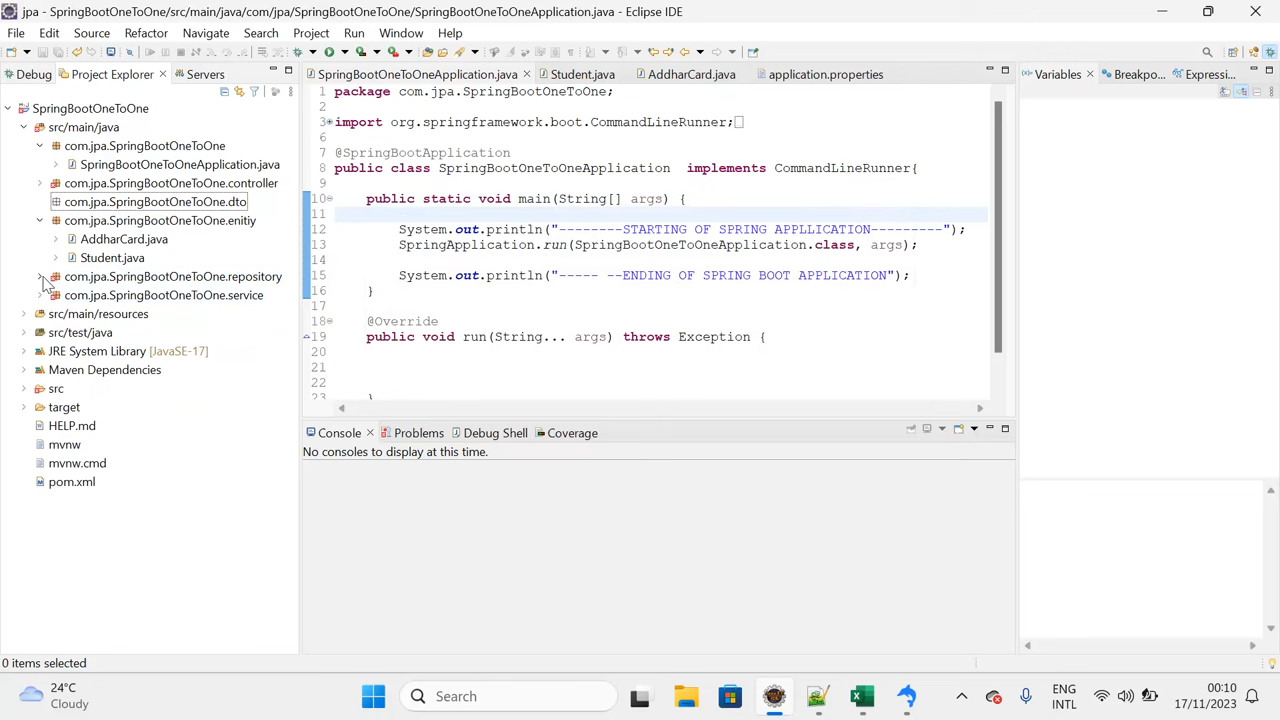 jpa - SpringBootOneToOne/src/main/java/com/jpa/SpringBootOneToOne/SpringBootOneToOneApplication.java - Eclipse IDE
File Edit Source Refactor Navigate Search Project Run Window Help
Debug Project Explorer Servers
SpringBootOneToOne
src/main/java
com.jpa.SpringBootOneToOne
SpringBootOneToOneApplication.java
com.jpa.SpringBootOneToOne.controller
com.jpa.SpringBootOneToOne.dto
com.jpa.SpringBootOneToOne.enitiy
AddharCard.java
Student.java
com.jpa.SpringBootOneToOne.repository
com.jpa.SpringBootOneToOne.service
src/main/resources
src/test/java
JRE System Library [JavaSE-17]
Maven Dependencies
src
target
HELP.md
mvnw
mvnw.cmd
pom.xml
SpringBootOneToOneApplication.java Student.java AddharCard.java application.properties
1 package com.jpa.SpringBootOneToOne;
2
3 import org.springframework.boot.CommandLineRunner;
6
7 @SpringBootApplication
8 public class SpringBootOneToOneApplication implements CommandLineRunner{
9
10 public static void main(String[] args) {
11
12 System.out.println("--------STARTING OF SPRING APPLLICATION---------");
13 SpringApplication.run(SpringBootOneToOneApplication.class, args);
14
15 System.out.println("----- --ENDING OF SPRING BOOT APPLICATION");
16 }
17
18 @Override
19 public void run(String... args) throws Exception {
20
21
22
23 }
Console Problems Debug Shell Coverage
No consoles to display at this time.
Variables Breakpo... Expressi...
0 items selected
24°C
Cloudy
Search
ENG
INTL
00:10
17/11/2023